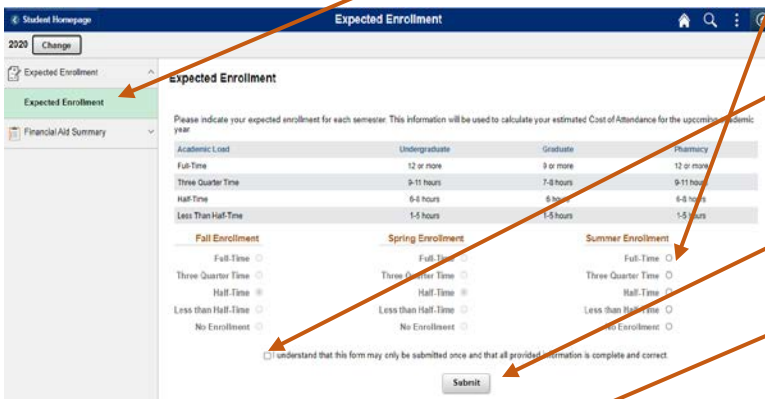 Student Homepage Expected Enrollment
2020 Change
Expected Enrollment
Expected Enrollment
Financial Aid Summary
Expected Enrollment
Please indicate your expected enrollment for each semester. This information will be used to calculate your estimated Cost of Attendance for the upcoming academic
year
Academic Load Undergraduate Graduate Pharmacy
Full-Time 12 or more 9 or more 12 or more
Three Quarter Time 9-11 hours 7-8 hours 9-11 hours
Half-Time 6-8 hours 6 hours 6-8 hours
Less Than Half-Time 1-5 hours 1-5 hours 1-5 hours
Fall Enrollment Spring Enrollment Summer Enrollment
Full-Time Full-Time Full-Time
Three Quarter Time Three Quarter Time Three Quarter Time
Half-Time Half-Time Half-Time
Less than Half-Time Less than Half-Time Less than Half-Time
No Enrollment No Enrollment No Enrollment
I understand that this form may only be submitted once and that all provided information is complete and correct.
Submit